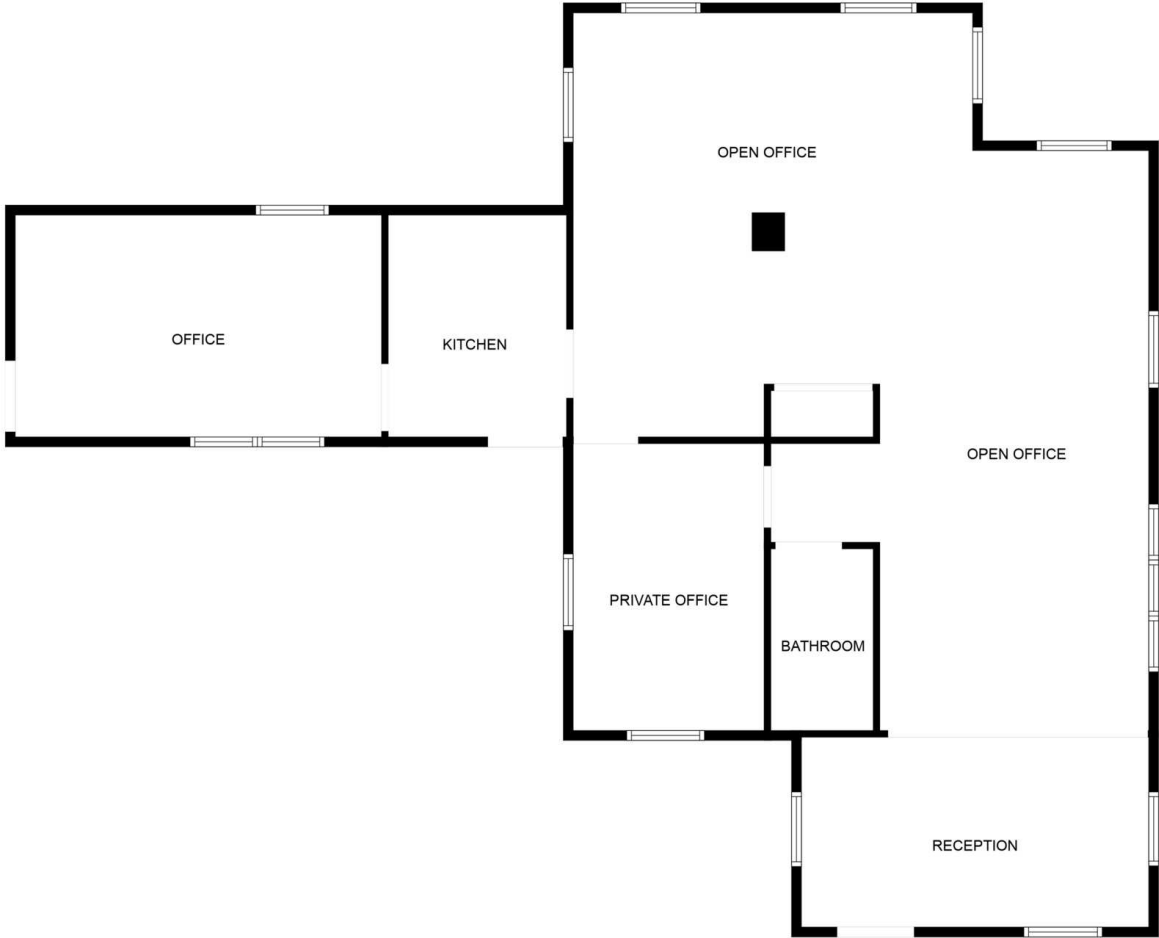 OPEN OFFICE
OFFICE
KITCHEN
OPEN OFFICE
PRIVATE OFFICE
BATHROOM
RECEPTION